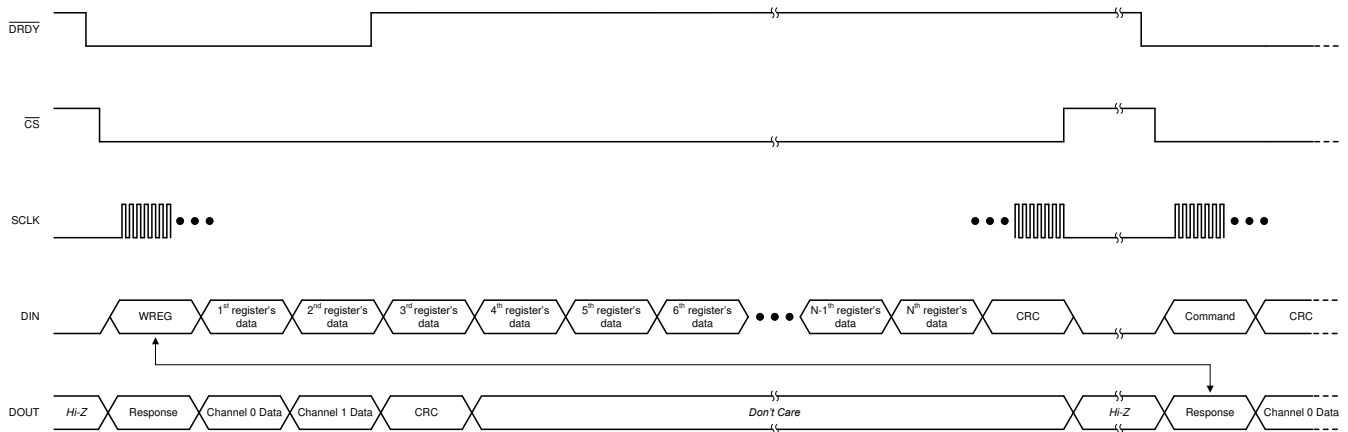 DRDY
CS
SCLK
DIN
WREG
1st register's
data
2nd register's
data
3rd register's
data
4th register's
data
5th register's
data
6th register's
data
N-1th register's
data
Nth register's
data
CRC
Command
CRC
DOUT
Hi-Z
Response
Channel 0 Data
Channel 1 Data
CRC
Don't Care
Hi-Z
Response
Channel 0 Data